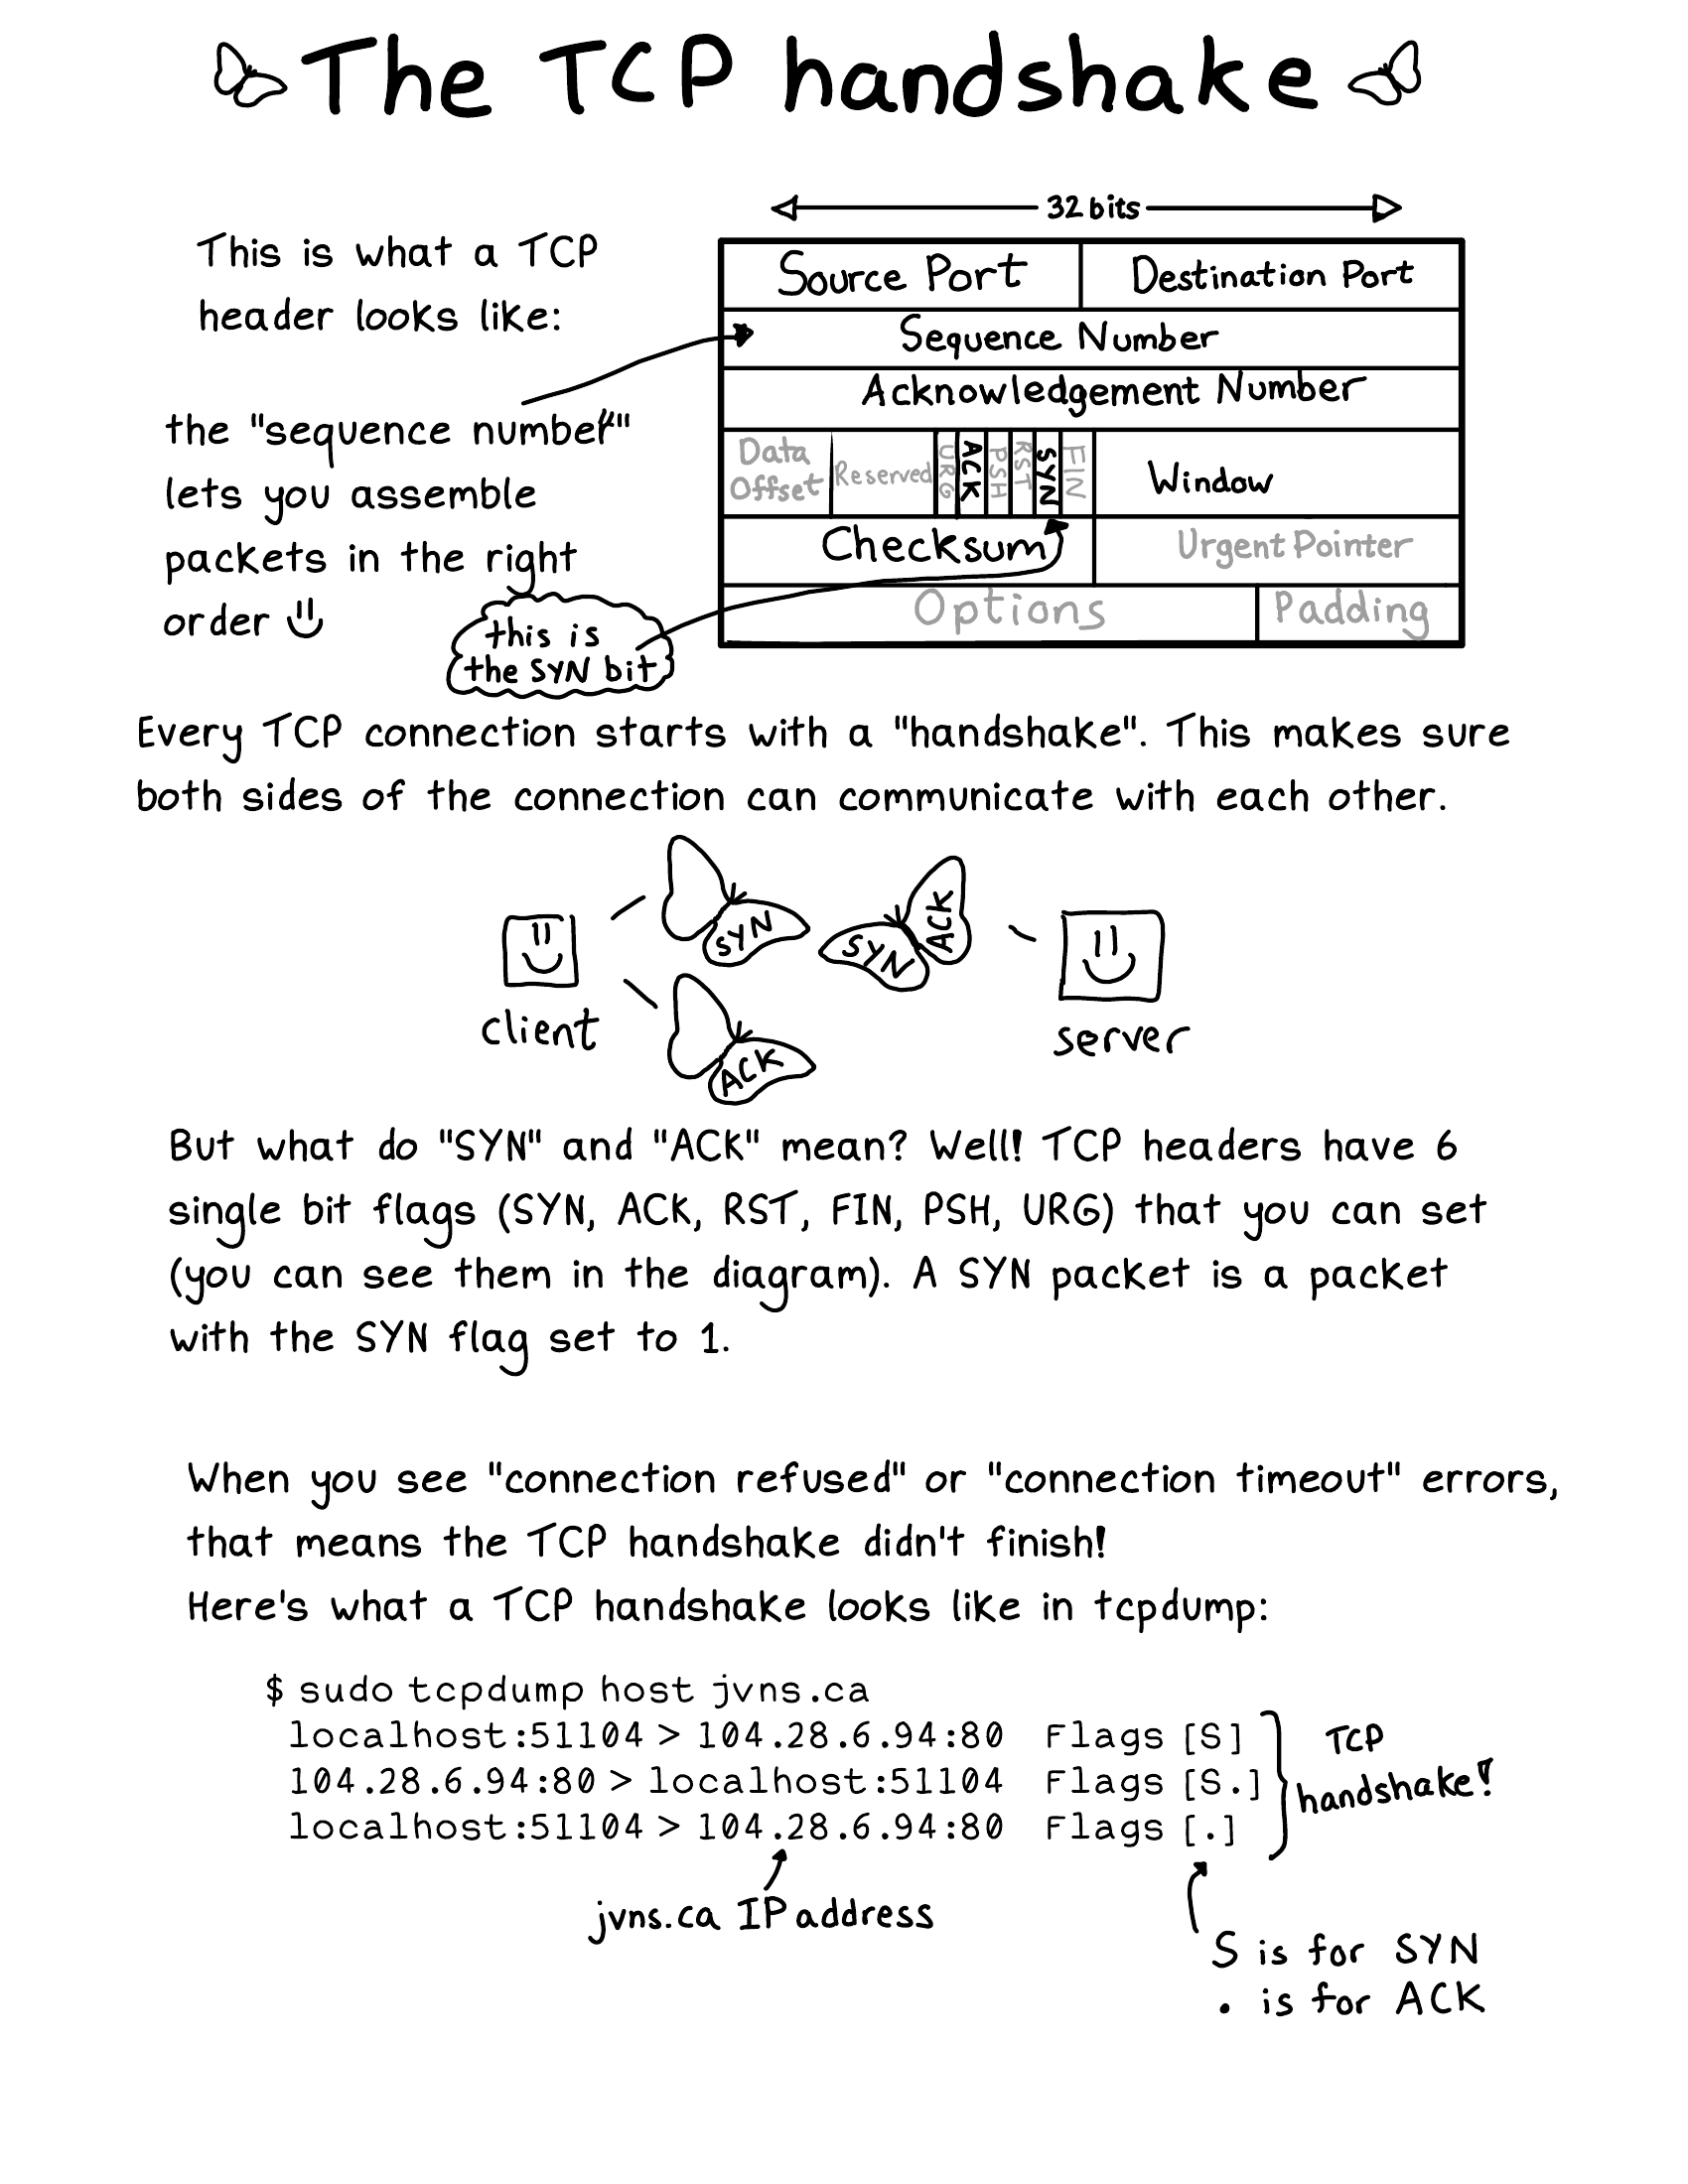 The TCP handshake
This is what a TCP
header looks like:
the "sequence number"
lets you assemble
packets in the right
order
this is
the SYN bit
32 bits
Source Port
Destination Port
Sequence Number
Acknowledgement Number
Data
Offset
Reserved
URG
ACK
PSH
RST
SYN
FIN
Window
Checksum
Urgent Pointer
Options
Padding
Every TCP connection starts with a "handshake". This makes sure
both sides of the connection can communicate with each other.
SYN
SYN ACK
ACK
client
server
But what do "SYN" and "ACK" mean? Well! TCP headers have 6
single bit flags (SYN, ACK, RST, FIN, PSH, URG) that you can set
(you can see them in the diagram). A SYN packet is a packet
with the SYN flag set to 1.
When you see "connection refused" or "connection timeout" errors,
that means the TCP handshake didn't finish!
Here's what a TCP handshake looks like in tcpdump:
$ sudo tcpdump host jvns.ca
localhost:51104 > 104.28.6.94:80 Flags [S]
104.28.6.94:80 > localhost:51104 Flags [S.]
localhost:51104 > 104.28.6.94:80 Flags [.]
TCP
handshake!
jvns.ca IP address
S is for SYN
. is for ACK